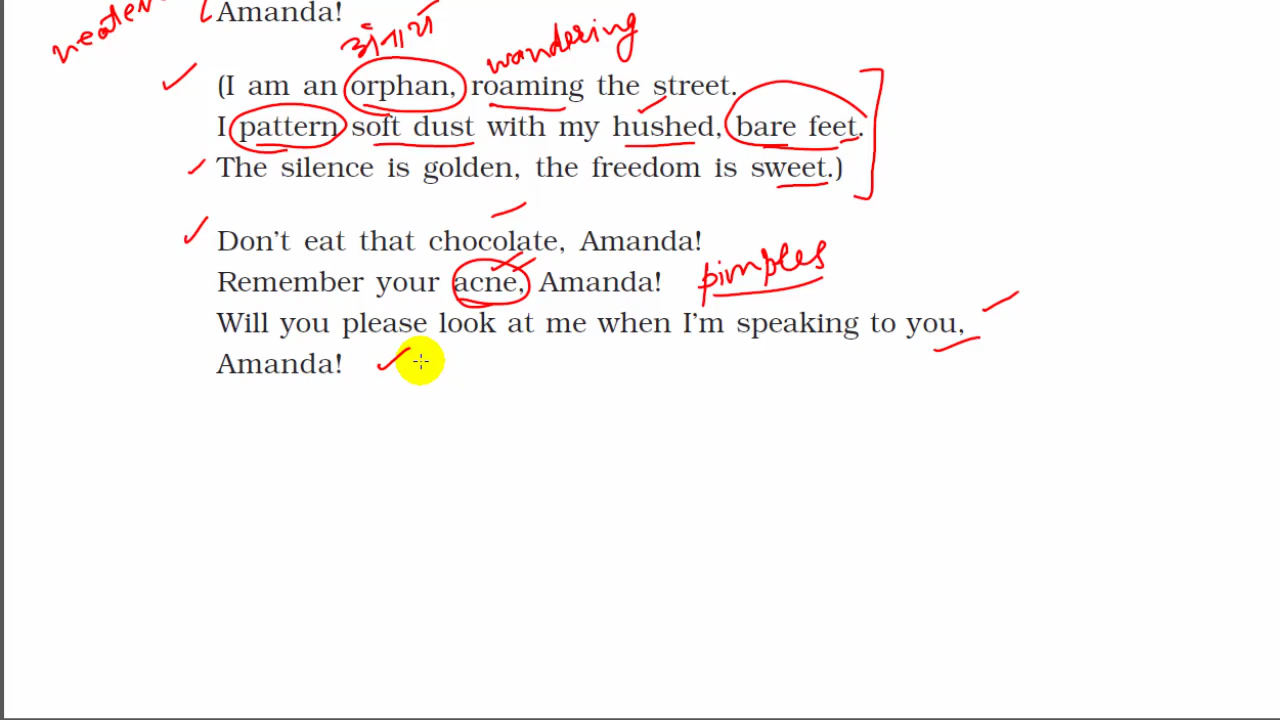 Amanda!
wandering
(I am an orphan, roaming the street.
I pattern soft dust with my hushed, bare feet.
The silence is golden, the freedom is sweet.)
Don't eat that chocolate, Amanda!
Remember your acne, Amanda! pimples
Will you please look at me when I'm speaking to you,
Amanda!